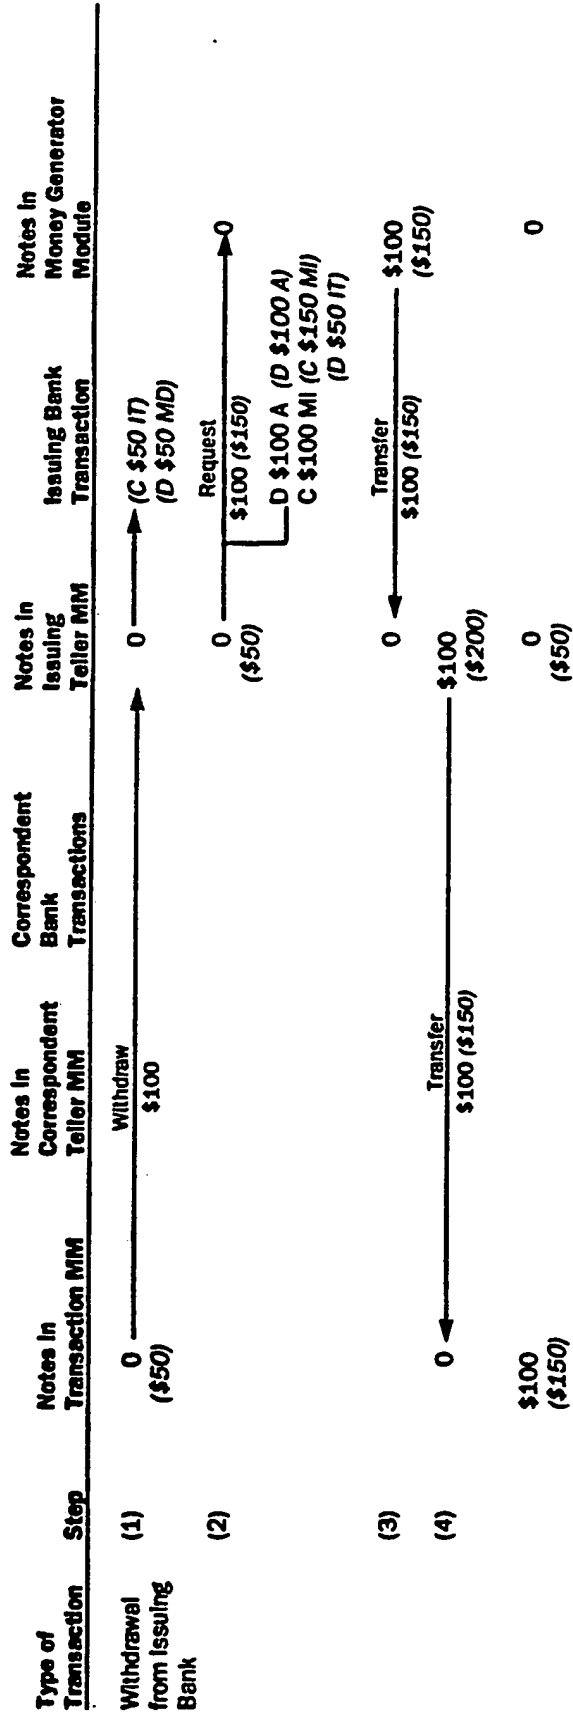 Type of
Transaction
Step
Notes In
Transaction MM
Notes In
Correspondent
Teller MM
Correspondent
Bank
Transactions
Notes In
Issuing
Teller MM
Issuing Bank
Transaction
Notes In
Money Generator
Module
Withdrawal
from Issuing
Bank
(1)
0
($50)
Withdraw
$100
0
(C $50 IT)
(D $50 MD)
(2)
0
($50)
Request
$100 ($150)
0
D $100 A (D $100 A)
C $100 MI (C $150 MI)
(D $50 IT)
(3)
0
Transfer
$100 ($150)
$100
($150)
(4)
0
Transfer
$100 ($150)
$100
($200)
$100
($150)
0
($50)
0